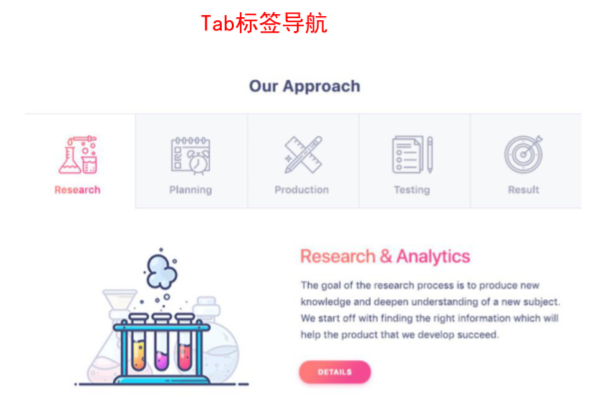 Tab标签导航
Our Approach
Research
Planning
Production
Testing
Result
Research & Analytics
The goal of the research process is to produce new
knowledge and deepen understanding of a new subject.
We start off with finding the right information which will
help the product that we develop succeed.
DETAILS